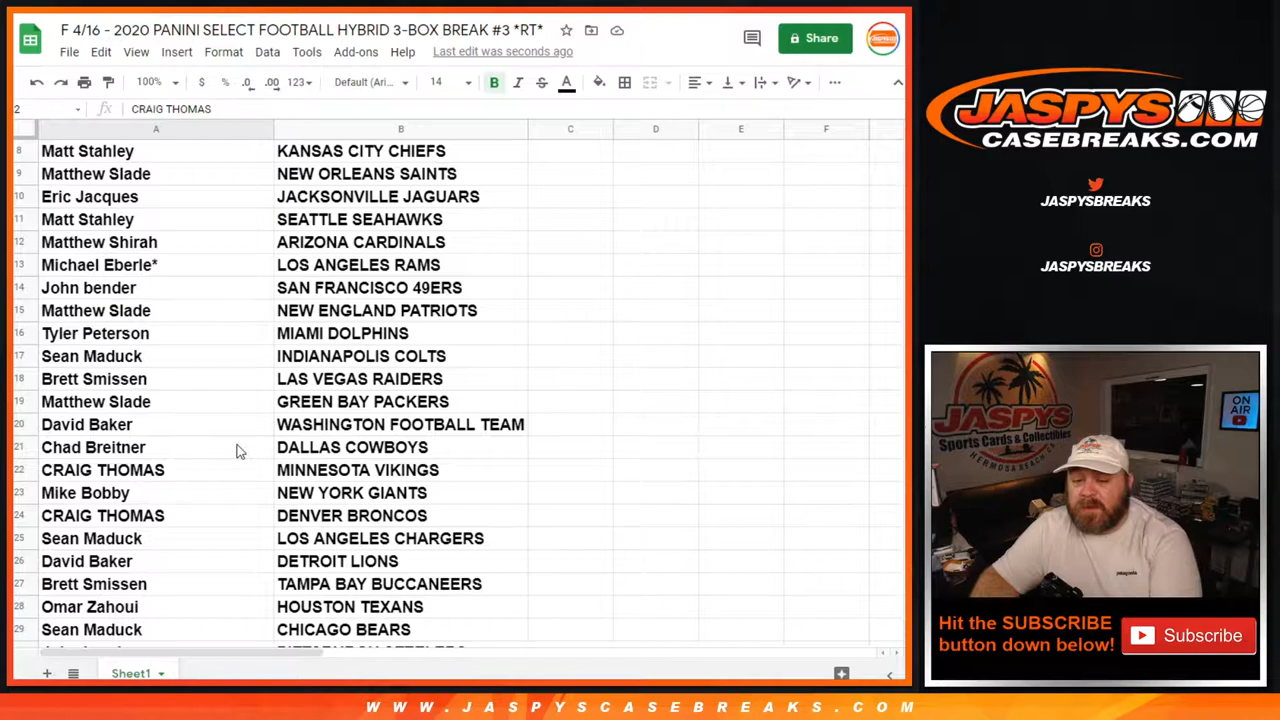 F 4/16 - 2020 PANINI SELECT FOOTBALL HYBRID 3-BOX BREAK #3 *RT*
File Edit View Insert Format Data Tools Add-ons Help Last edit was seconds ago
Share
100% $ % .0 .00 123 Default (Ari... 14 B I S A
2 fx CRAIG THOMAS
A B C D E F
8 Matt Stahley KANSAS CITY CHIEFS
9 Matthew Slade NEW ORLEANS SAINTS
10 Eric Jacques JACKSONVILLE JAGUARS
11 Matt Stahley SEATTLE SEAHAWKS
12 Matthew Shirah ARIZONA CARDINALS
13 Michael Eberle* LOS ANGELES RAMS
14 John bender SAN FRANCISCO 49ERS
15 Matthew Slade NEW ENGLAND PATRIOTS
16 Tyler Peterson MIAMI DOLPHINS
17 Sean Maduck INDIANAPOLIS COLTS
18 Brett Smissen LAS VEGAS RAIDERS
19 Matthew Slade GREEN BAY PACKERS
20 David Baker WASHINGTON FOOTBALL TEAM
21 Chad Breitner DALLAS COWBOYS
22 CRAIG THOMAS MINNESOTA VIKINGS
23 Mike Bobby NEW YORK GIANTS
24 CRAIG THOMAS DENVER BRONCOS
25 Sean Maduck LOS ANGELES CHARGERS
26 David Baker DETROIT LIONS
27 Brett Smissen TAMPA BAY BUCCANEERS
28 Omar Zahoui HOUSTON TEXANS
29 Sean Maduck CHICAGO BEARS
Sheet1
JASPYS
CASEBREAKS.COM
JASPYSBREAKS
JASPYSBREAKS
JASPYS
Sports Cards & Collectibles
HERMOSA BEACH, CA
ON AIR
Hit the SUBSCRIBE
button down below!
Subscribe
WWW.JASPYSCASEBREAKS.COM